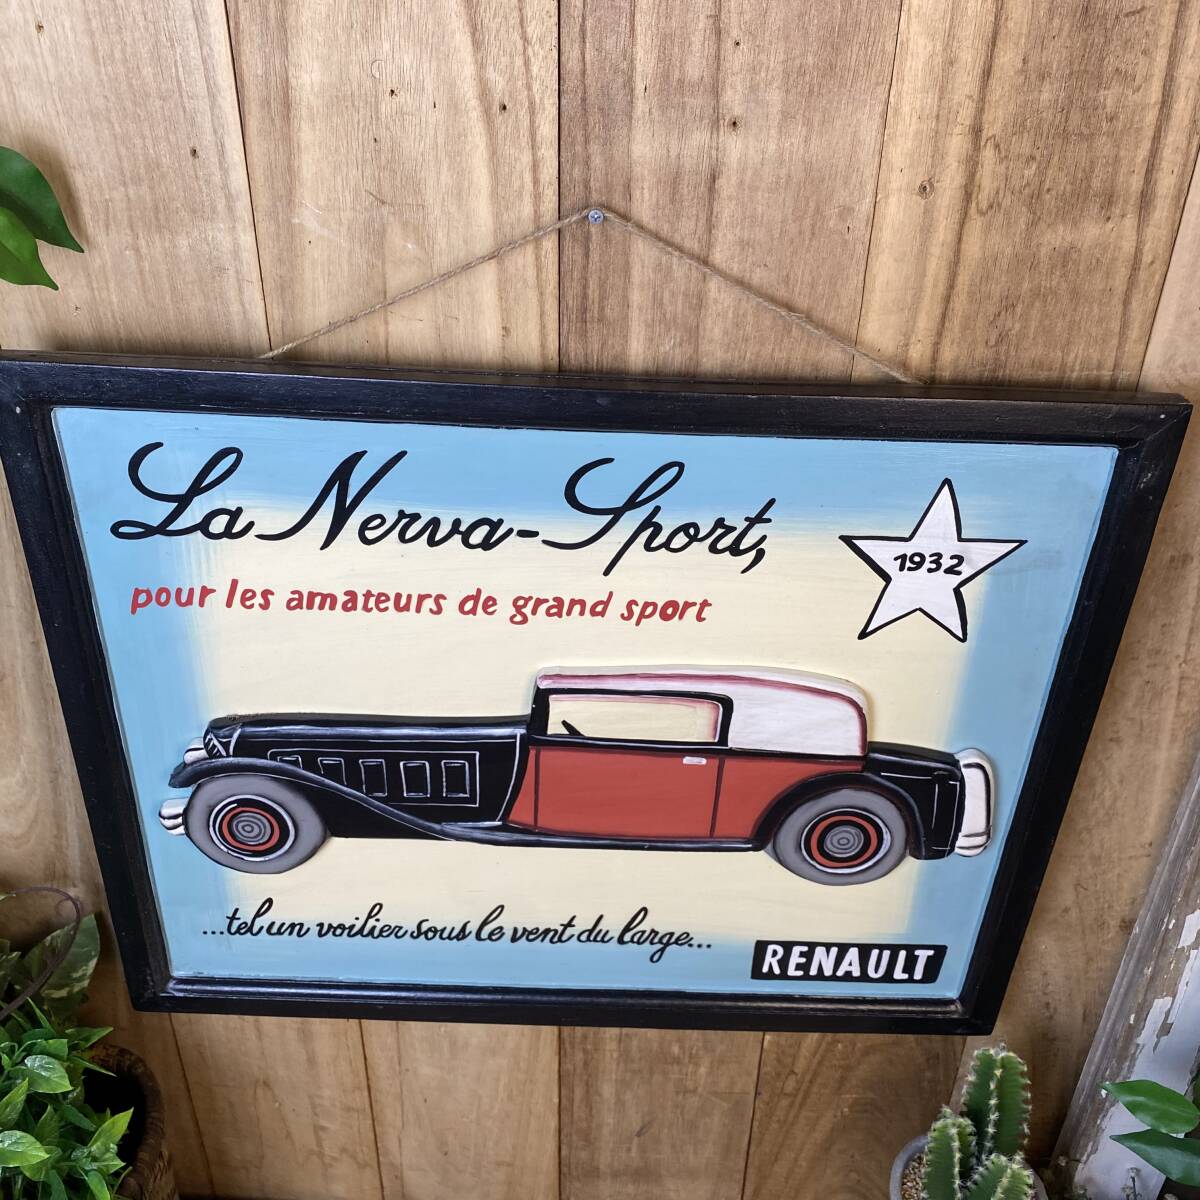 La Nerva-Sport,
1932
pour les amateurs de grand sport
...tel un voilier sous le vent du large...
RENAULT